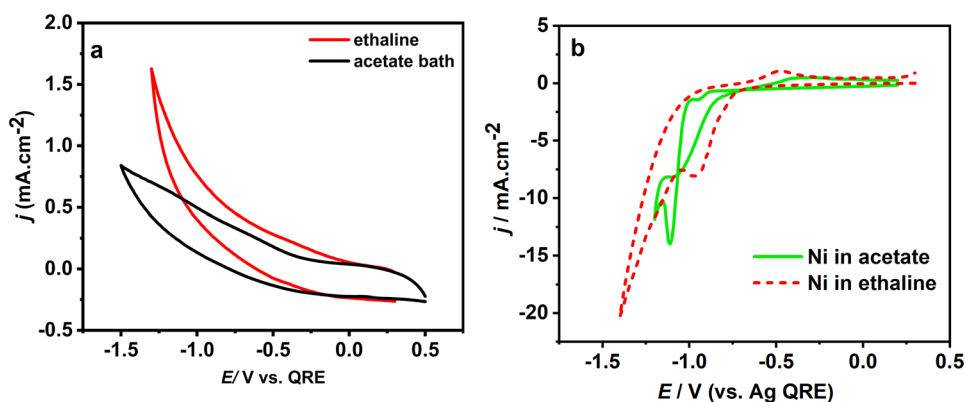 a
ethaline
acetate bath
j (mA.cm-2)
2.0
1.5
1.0
0.5
0.0
-0.5
-1.5
-1.0
-0.5
0.0
0.5
E/ V vs. QRE
b
j / mA.cm-2
5
0
-5
-10
-15
-20
Ni in acetate
Ni in ethaline
-1.5
-1.0
-0.5
0.0
0.5
E / V (vs. Ag QRE)